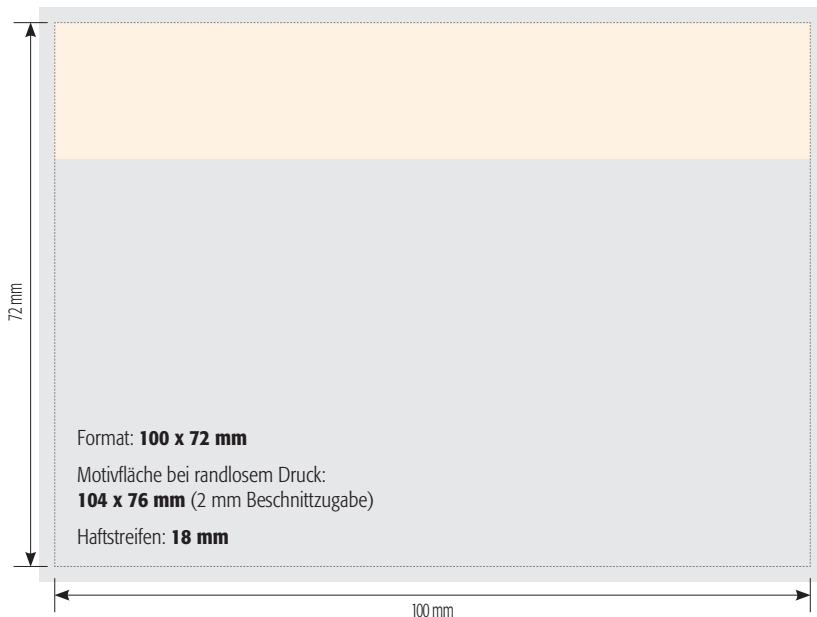 72 mm
Format: 100 x 72 mm
Motivfläche bei randlosem Druck:
104 x 76 mm (2 mm Beschnittzugabe)
Haftstreifen: 18 mm
100 mm